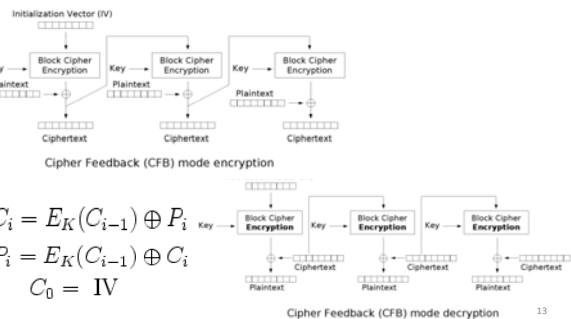 Initialization Vector (IV)
Block Cipher
Encryption
Key
Block Cipher
Encryption
Key
Block Cipher
Encryption
Plaintext
Plaintext
Ciphertext
Ciphertext
Ciphertext
Cipher Feedback (CFB) mode encryption
C_i = E_K(C_{i-1}) ⊕ P_i
P_i = E_K(C_{i-1}) ⊕ C_i
C_0 = IV
Key
Block Cipher
Encryption
Key
Block Cipher
Encryption
Key
Block Cipher
Encryption
Ciphertext
Ciphertext
Ciphertext
Plaintext
Plaintext
Plaintext
Cipher Feedback (CFB) mode decryption
13